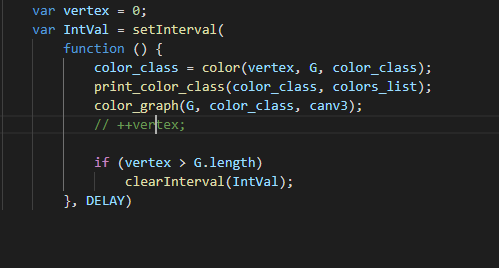 var vertex = 0;
var IntVal = setInterval(
function () {
color_class = color(vertex, G, color_class);
print_color_class(color_class, colors_list);
color_graph(G, color_class, canv3);
// ++vertex;
if (vertex > G.length)
clearInterval(IntVal);
}, DELAY)